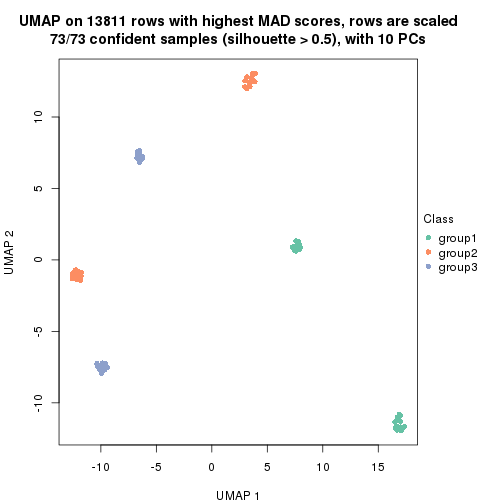 UMAP on 13811 rows with highest MAD scores, rows are scaled
73/73 confident samples (silhouette > 0.5), with 10 PCs
10
5
0
-5
-10
UMAP 2
-10
-5
0
5
10
15
UMAP 1
Class
group1
group2
group3